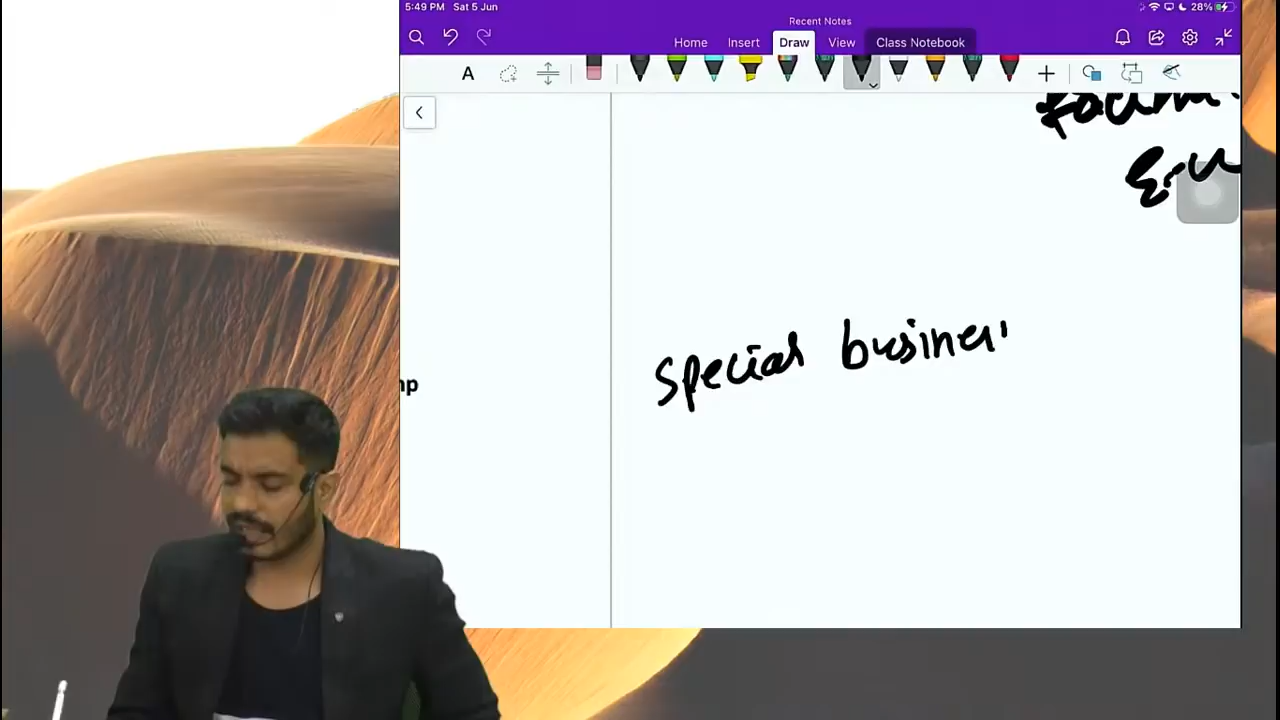 5:49 PM Sat 5 Jun
28%
Recent Notes
Home Insert Draw View Class Notebook
A
Special business